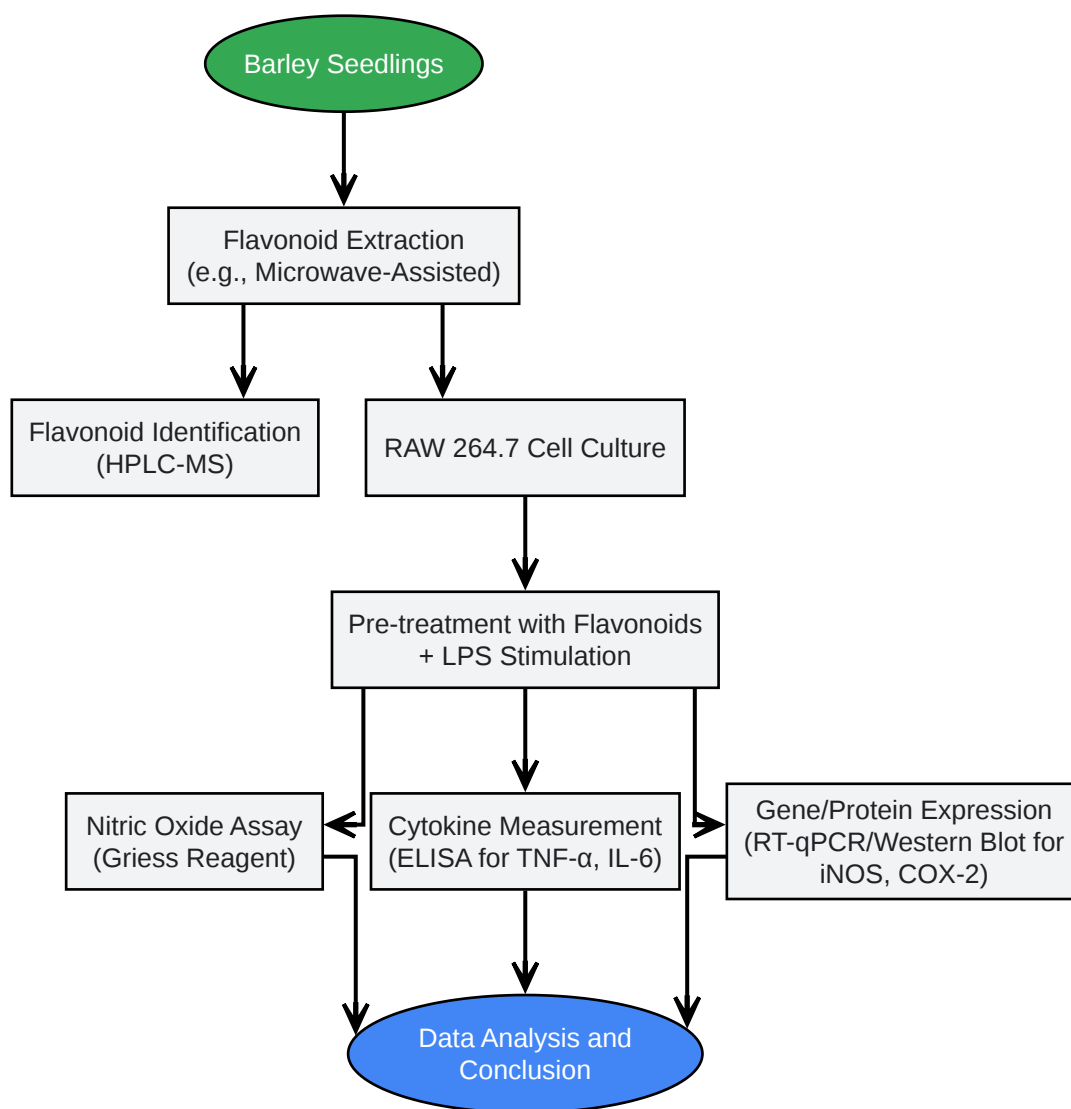 Barley Seedlings
Flavonoid Extraction
(e.g., Microwave-Assisted)
Flavonoid Identification
(HPLC-MS)
RAW 264.7 Cell Culture
Pre-treatment with Flavonoids
+ LPS Stimulation
Nitric Oxide Assay
(Griess Reagent)
Cytokine Measurement
(ELISA for TNF-α, IL-6)
Gene/Protein Expression
(RT-qPCR/Western Blot for
iNOS, COX-2)
Data Analysis and
Conclusion